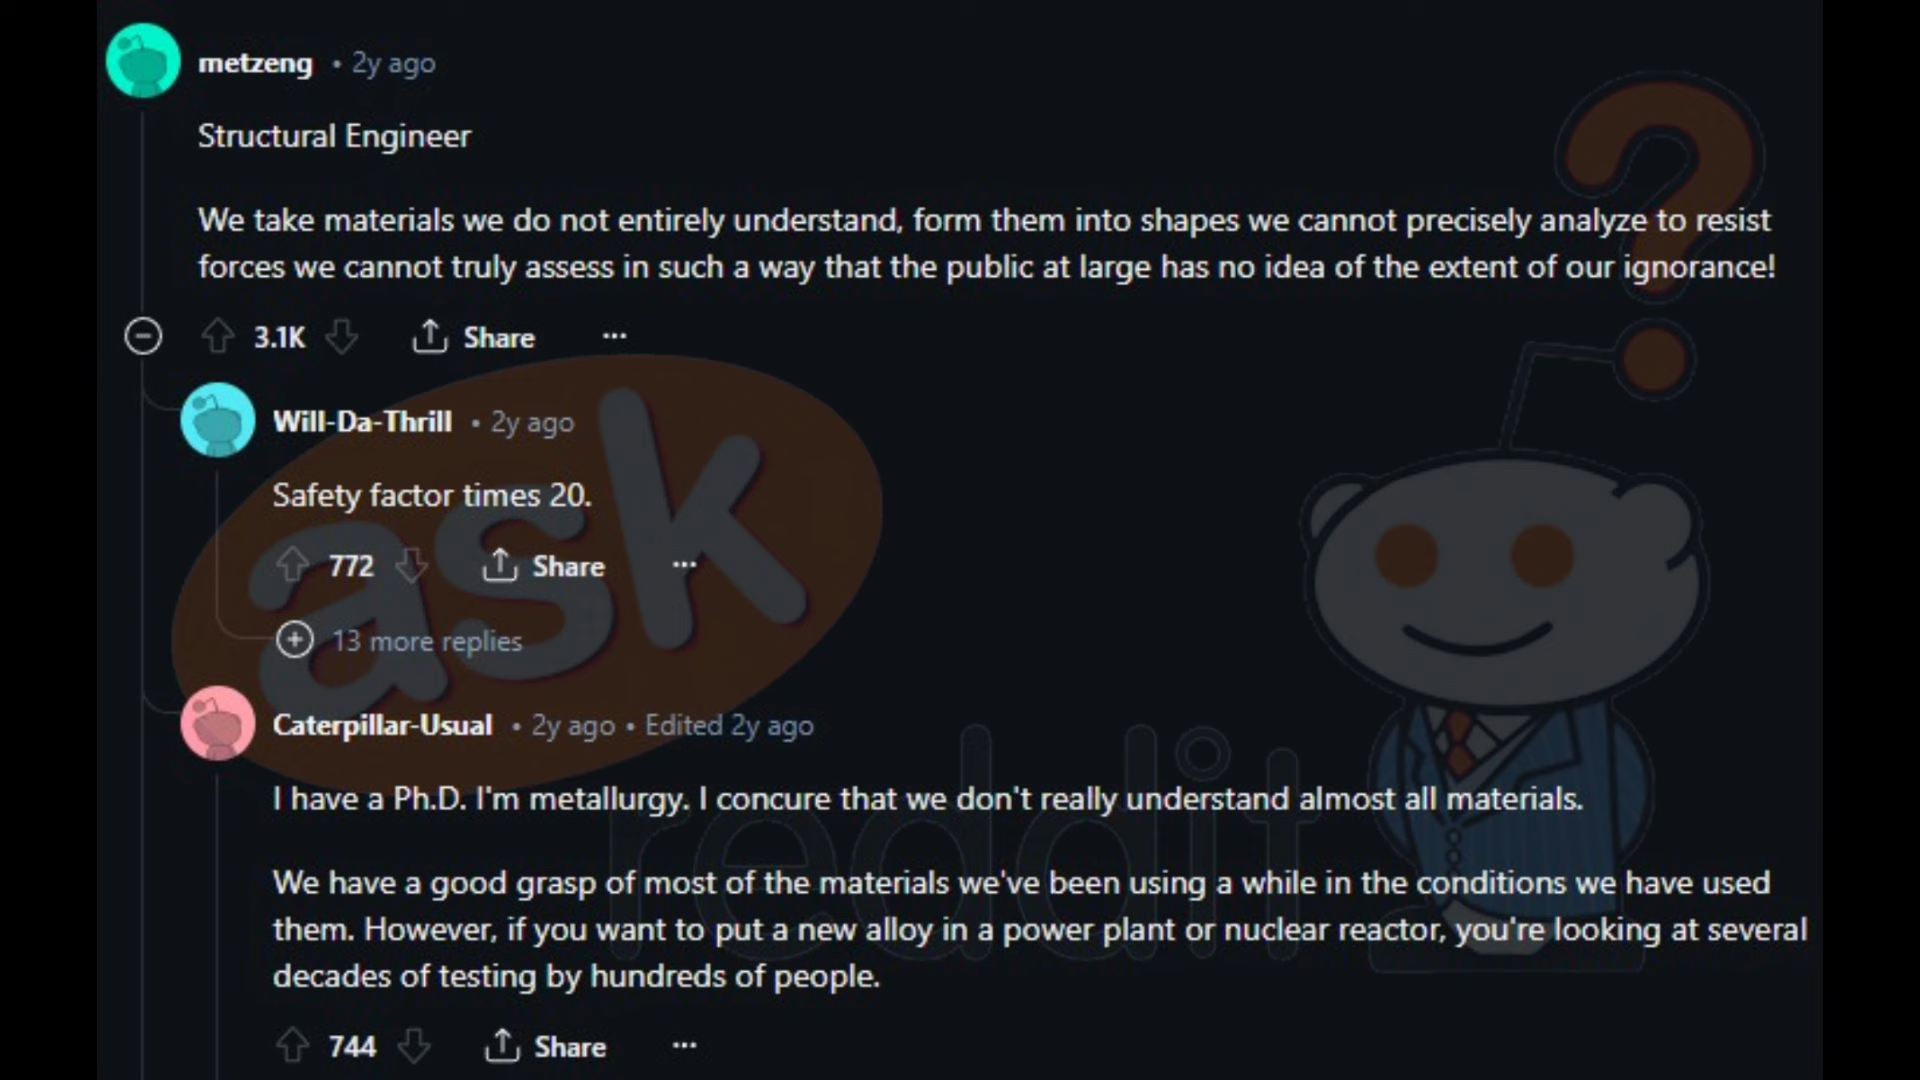 metzeng • 2y ago
Structural Engineer
We take materials we do not entirely understand, form them into shapes we cannot precisely analyze to resist
forces we cannot truly assess in such a way that the public at large has no idea of the extent of our ignorance!
3.1K Share ...
Will-Da-Thrill • 2y ago
Safety factor times 20.
772 Share ...
13 more replies
Caterpillar-Usual • 2y ago • Edited 2y ago
I have a Ph.D. I'm metallurgy. I concure that we don't really understand almost all materials.
We have a good grasp of most of the materials we've been using a while in the conditions we have used
them. However, if you want to put a new alloy in a power plant or nuclear reactor, you're looking at several
decades of testing by hundreds of people.
744 Share ...
ask
reddit
?